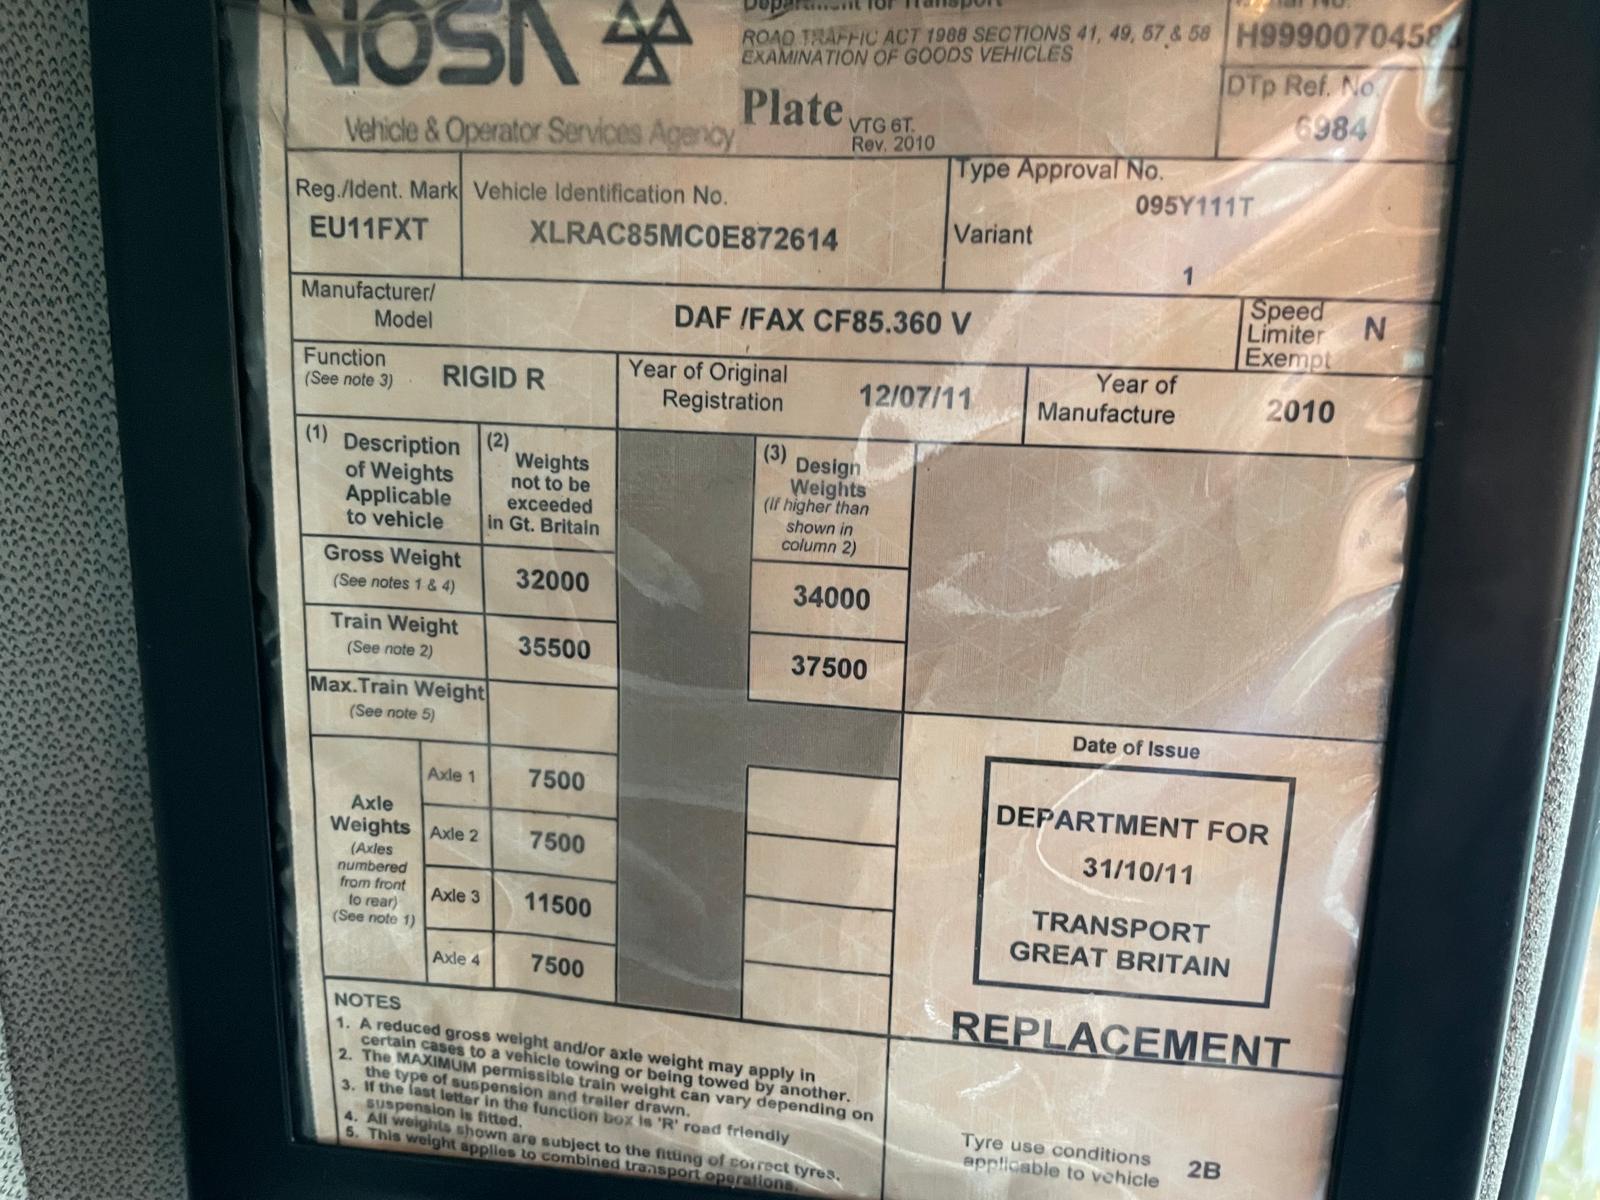 VOSA
Department for Transport
ROAD TRAFFIC ACT 1988 SECTIONS 41, 49, 57 & 58
EXAMINATION OF GOODS VEHICLES
Serial No.
H9990070458
Vehicle & Operator Services Agency
Plate VTG 6T.
Rev. 2010
DTp Ref. No.
6984
Reg./Ident. Mark
EU11FXT
Vehicle Identification No.
XLRAC85MC0E872614
Type Approval No.
095Y111T
Variant
1
Manufacturer/
Model
DAF /FAX CF85.360 V
Speed
Limiter
Exempt
N
Function
(See note 3)
RIGID R
Year of Original
Registration
12/07/11
Year of
Manufacture
2010
(1) Description
of Weights
Applicable
to vehicle
(2) Weights
not to be
exceeded
in Gt. Britain
(3) Design
Weights
(If higher than
shown in
column 2)
Gross Weight
(See notes 1 & 4)
32000
34000
Train Weight
(See note 2)
35500
37500
Max.Train Weight
(See note 5)
Axle
Weights
(Axles
numbered
from front
to rear)
(See note 1)
Axle 1 7500
Axle 2 7500
Axle 3 11500
Axle 4 7500
Date of Issue
DEPARTMENT FOR
31/10/11
TRANSPORT
GREAT BRITAIN
REPLACEMENT
NOTES
1. A reduced gross weight and/or axle weight may apply in
certain cases to a vehicle towing or being towed by another.
2. The MAXIMUM permissible train weight can vary depending on
the type of suspension and trailer drawn.
3. If the last letter in the function box is 'R' road friendly
suspension is fitted.
4. All weights shown are subject to the fitting of correct tyres.
5. This weight applies to combined transport operations.
Tyre use conditions
applicable to vehicle
2B